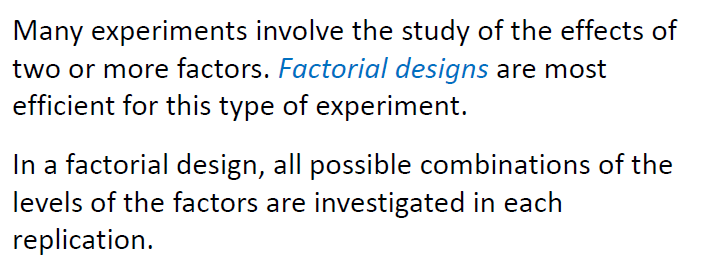 Many experiments involve the study of the effects of
two or more factors. Factorial designs are most
efficient for this type of experiment.
In a factorial design, all possible combinations of the
levels of the factors are investigated in each
replication.